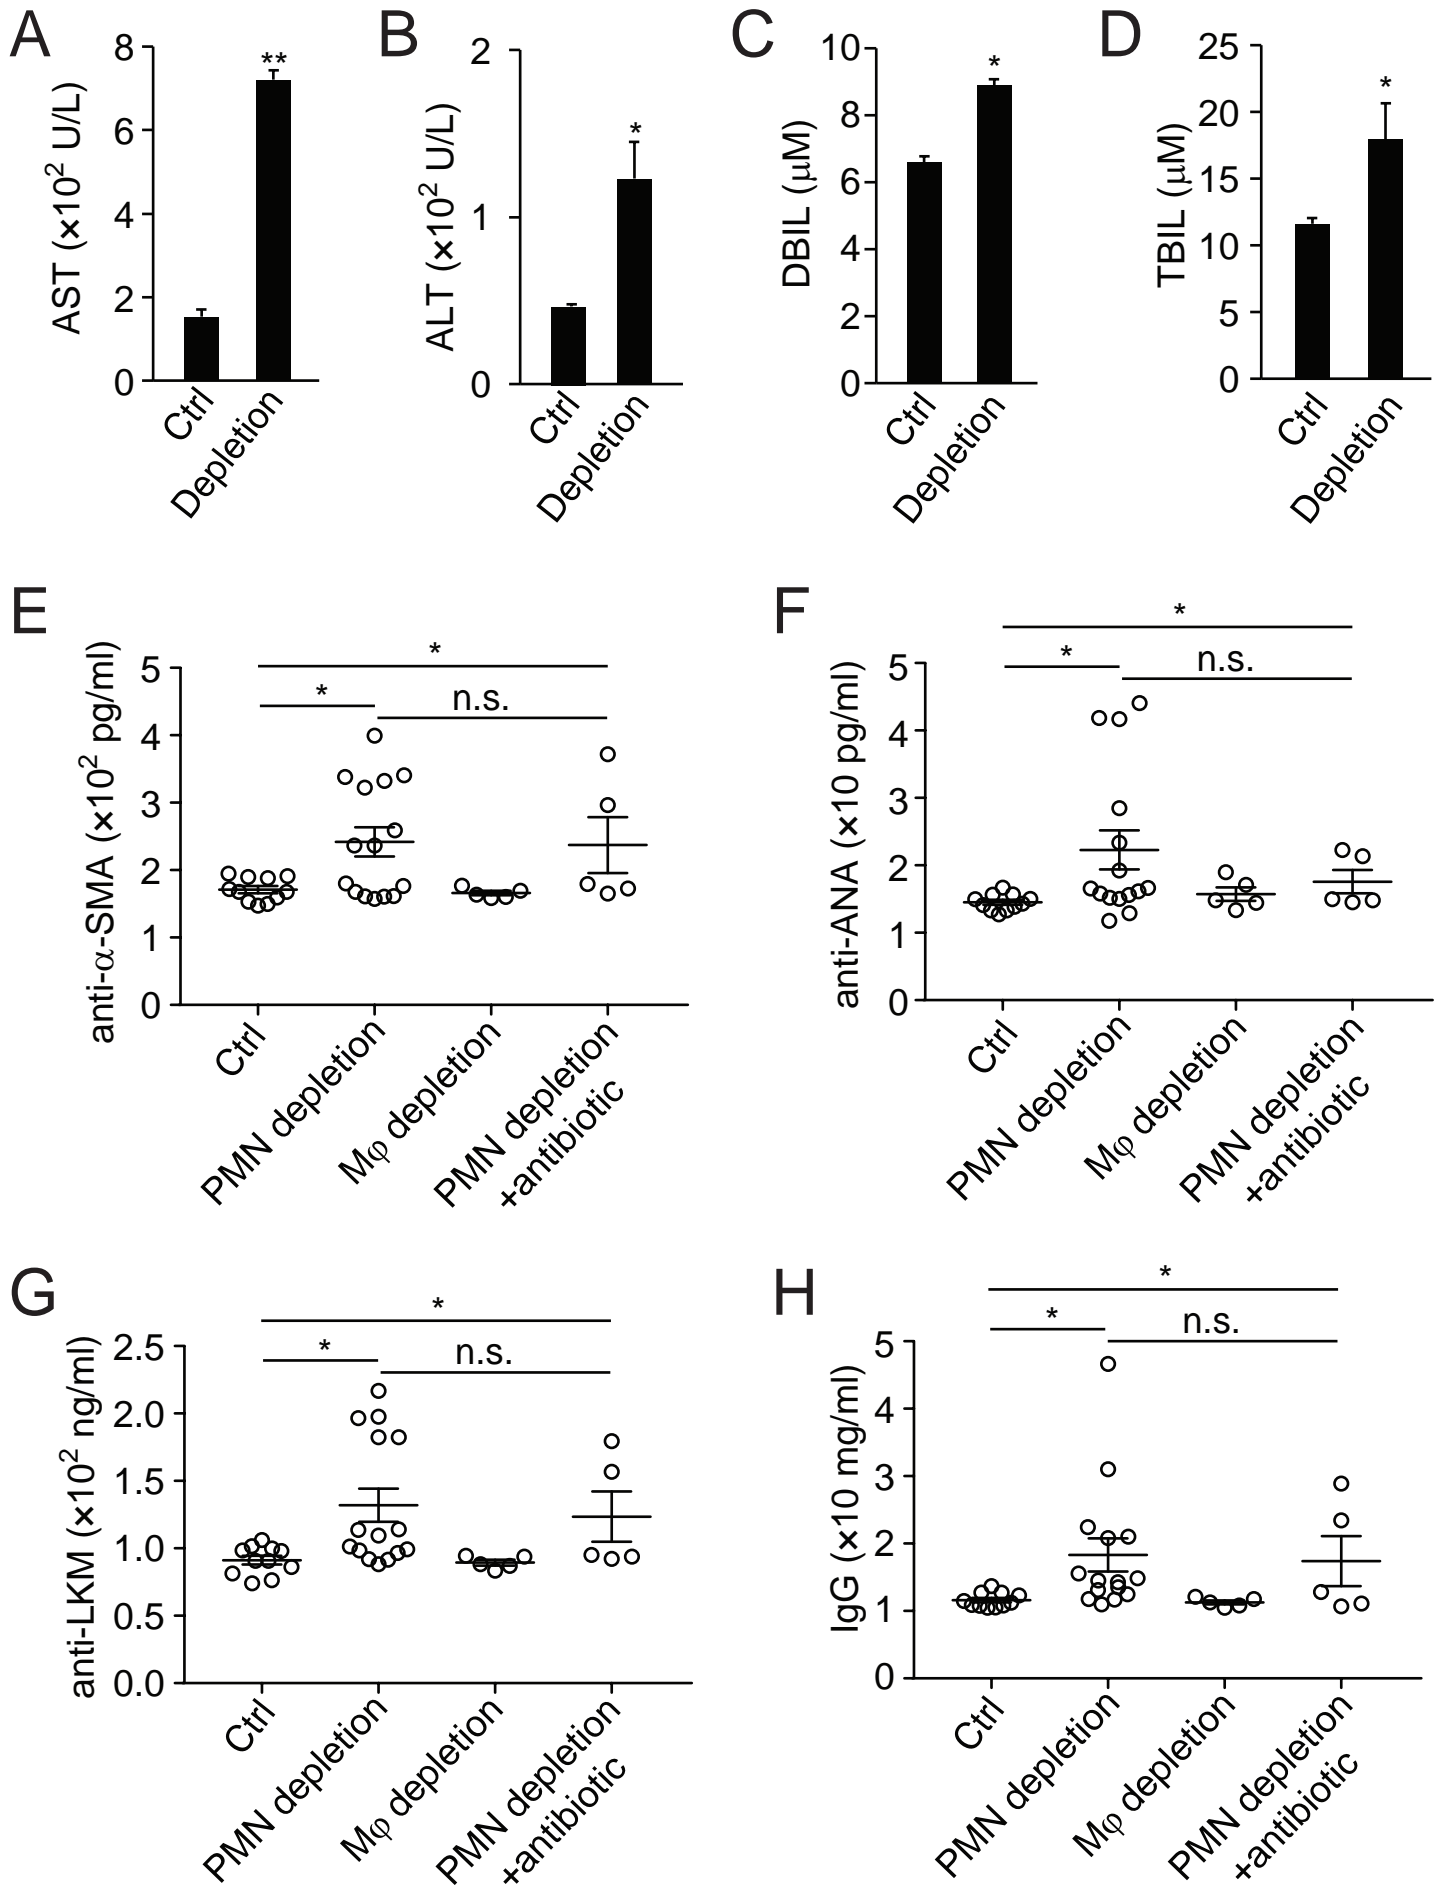 A
AST (×10² U/L)
8
6
4
2
0
**
Ctrl
Depletion
B
ALT (×10² U/L)
2
1
0
*
Ctrl
Depletion
C
DBIL (μM)
10
8
6
4
2
0
*
Ctrl
Depletion
D
TBIL (μM)
25
20
15
10
5
0
*
Ctrl
Depletion
E
anti-α-SMA (×10² pg/ml)
5
4
3
2
1
0
*
*
n.s.
Ctrl
PMN depletion
Mφ depletion
PMN depletion
+antibiotic
F
anti-ANA (×10 pg/ml)
5
4
3
2
1
0
*
*
n.s.
Ctrl
PMN depletion
Mφ depletion
PMN depletion
+antibiotic
G
anti-LKM (×10² ng/ml)
2.5
2.0
1.5
1.0
0.5
0.0
*
*
n.s.
Ctrl
PMN depletion
Mφ depletion
PMN depletion
+antibiotic
H
IgG (×10 mg/ml)
5
4
3
2
1
0
*
*
n.s.
Ctrl
PMN depletion
Mφ depletion
PMN depletion
+antibiotic